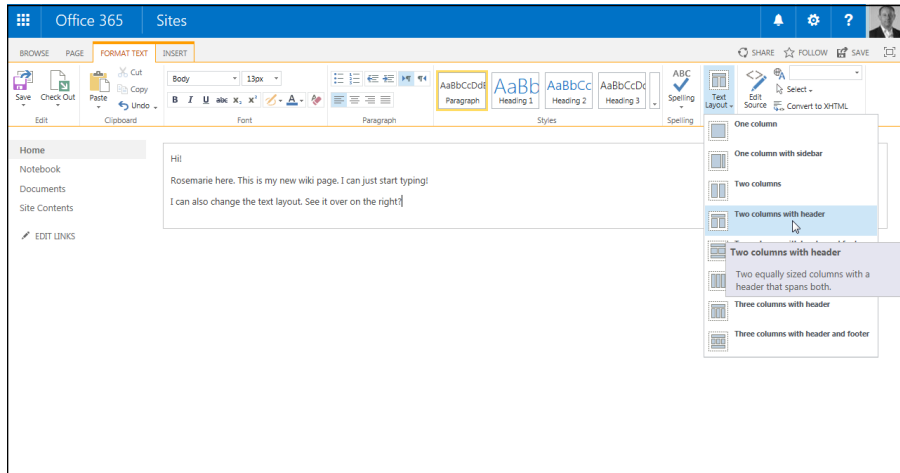 Office 365 Sites ?
BROWSE PAGE FORMAT TEXT INSERT SHARE FOLLOW SAVE
Save Check Out Paste Cut Copy Undo
Body 13px
B I U abc x₂ x² A
AaBbCcDdE Paragraph
AaBb Heading 1
AaBbCc Heading 2
AaBbCcDc Heading 3
ABC Spelling
Text Layout
Edit Source
Select
Convert to XHTML
Edit Clipboard Font Paragraph Styles Spelling
Home
Notebook
Documents
Site Contents
EDIT LINKS
Hi!
Rosemarie here. This is my new wiki page. I can just start typing!
I can also change the text layout. See it over on the right?
One column
One column with sidebar
Two columns
Two columns with header
Two columns with header
Two equally sized columns with a
header that spans both.
Three columns with header
Three columns with header and footer